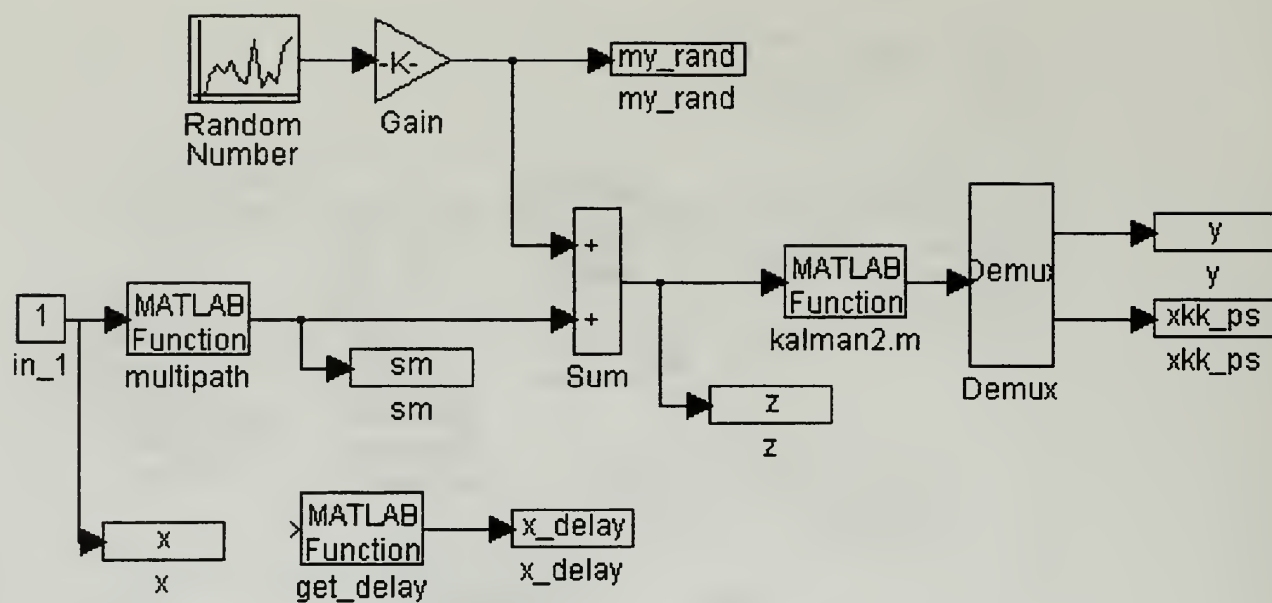 -K-
my_rand
Random
Number
Gain
my_rand
+
+
Sum
MATLAB
Function
kalman2.m
Demux
Demux
y
y
xkk_ps
xkk_ps
1
in_1
MATLAB
Function
multipath
sm
sm
z
z
x
x
MATLAB
Function
get_delay
x_delay
x_delay